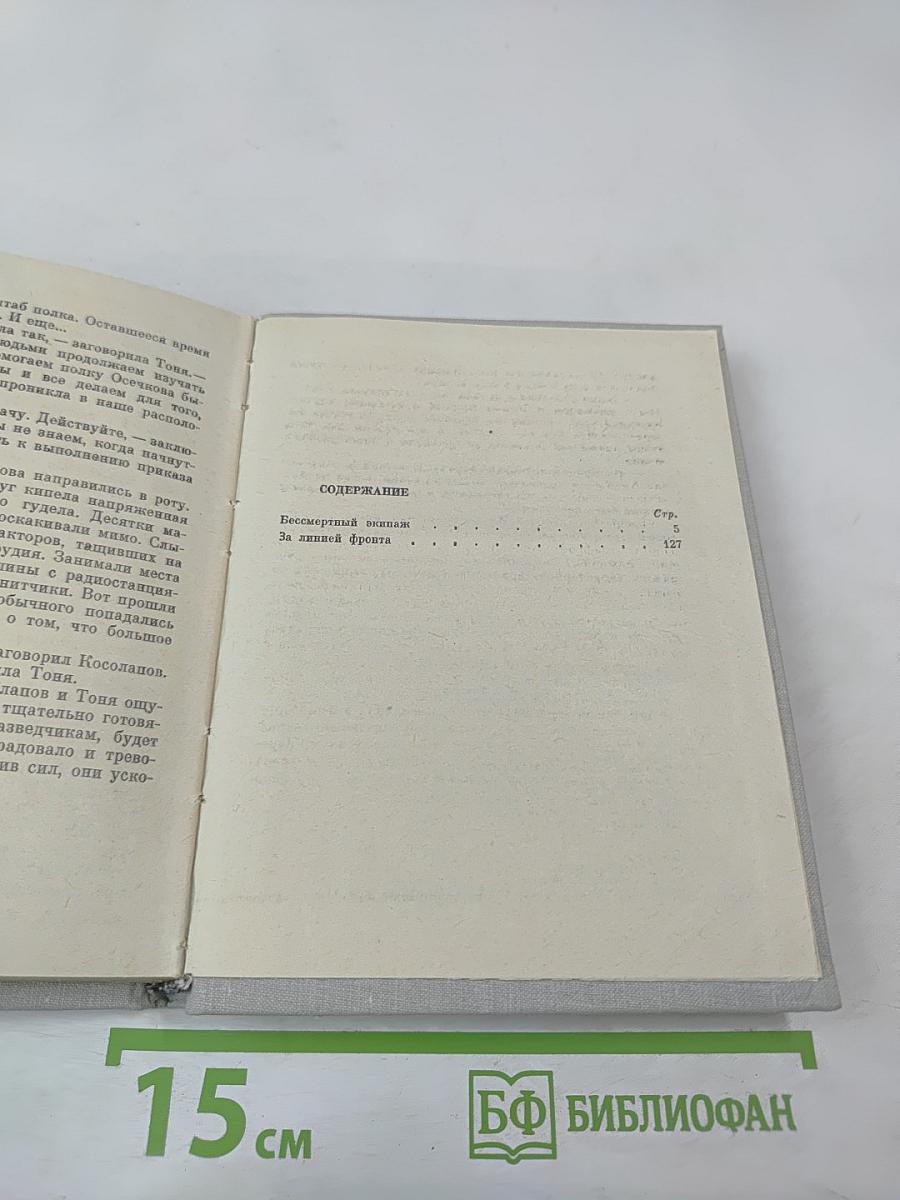 таб полка. Оставшееся время
. И еще...
ла так, — заговорила Тоня.—
юдьми продолжаем изучать
могаем полку Осечкова бы-
ы и все делаем для того,
проникла в наше располо-
ачу. Действуйте, — заклю-
ы не знаем, когда начнут-
ь к выполнению приказа
ова направились в роту.
уг кипела напряженная
о гудела. Десятки ма-
оскакивали мимо. Слы-
акторов, тащивших на
рудия. Занимали места
ины с радиостанция-
нитчики. Вот прошли
обычного попадались
о том, что большое
аговорил Косолапов.
ла Тоня.
лапов и Тоня ощу-
тщательно готовя-
азведчикам, будет
радовало и трево-
ив сил, они уско-
СОДЕРЖАНИЕ
Стр.
Бессмертный экипаж . . . . . . . . . . . . 5
За линией фронта . . . . . . . . . . . . 127
15 см
БФ БИБЛИОФАН